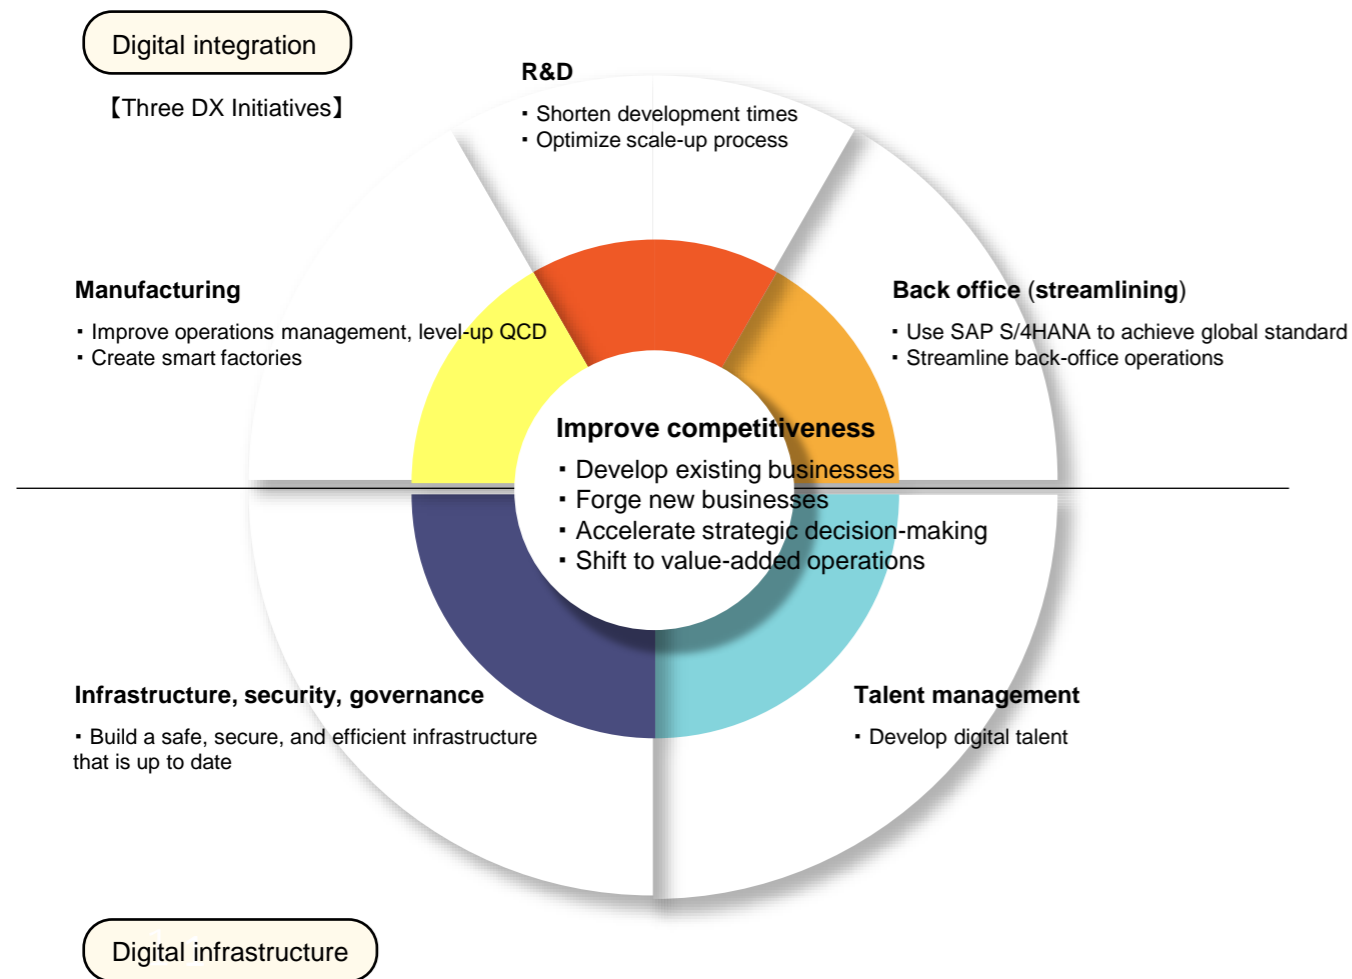 Digital integration
【Three DX Initiatives】
R&D
・Shorten development times
・Optimize scale-up process
Manufacturing
・Improve operations management, level-up QCD
・Create smart factories
Back office (streamlining)
・Use SAP S/4HANA to achieve global standard
・Streamline back-office operations
Improve competitiveness
・Develop existing businesses
・Forge new businesses
・Accelerate strategic decision-making
・Shift to value-added operations
Infrastructure, security, governance
・Build a safe, secure, and efficient infrastructure
that is up to date
Talent management
・Develop digital talent
Digital infrastructure